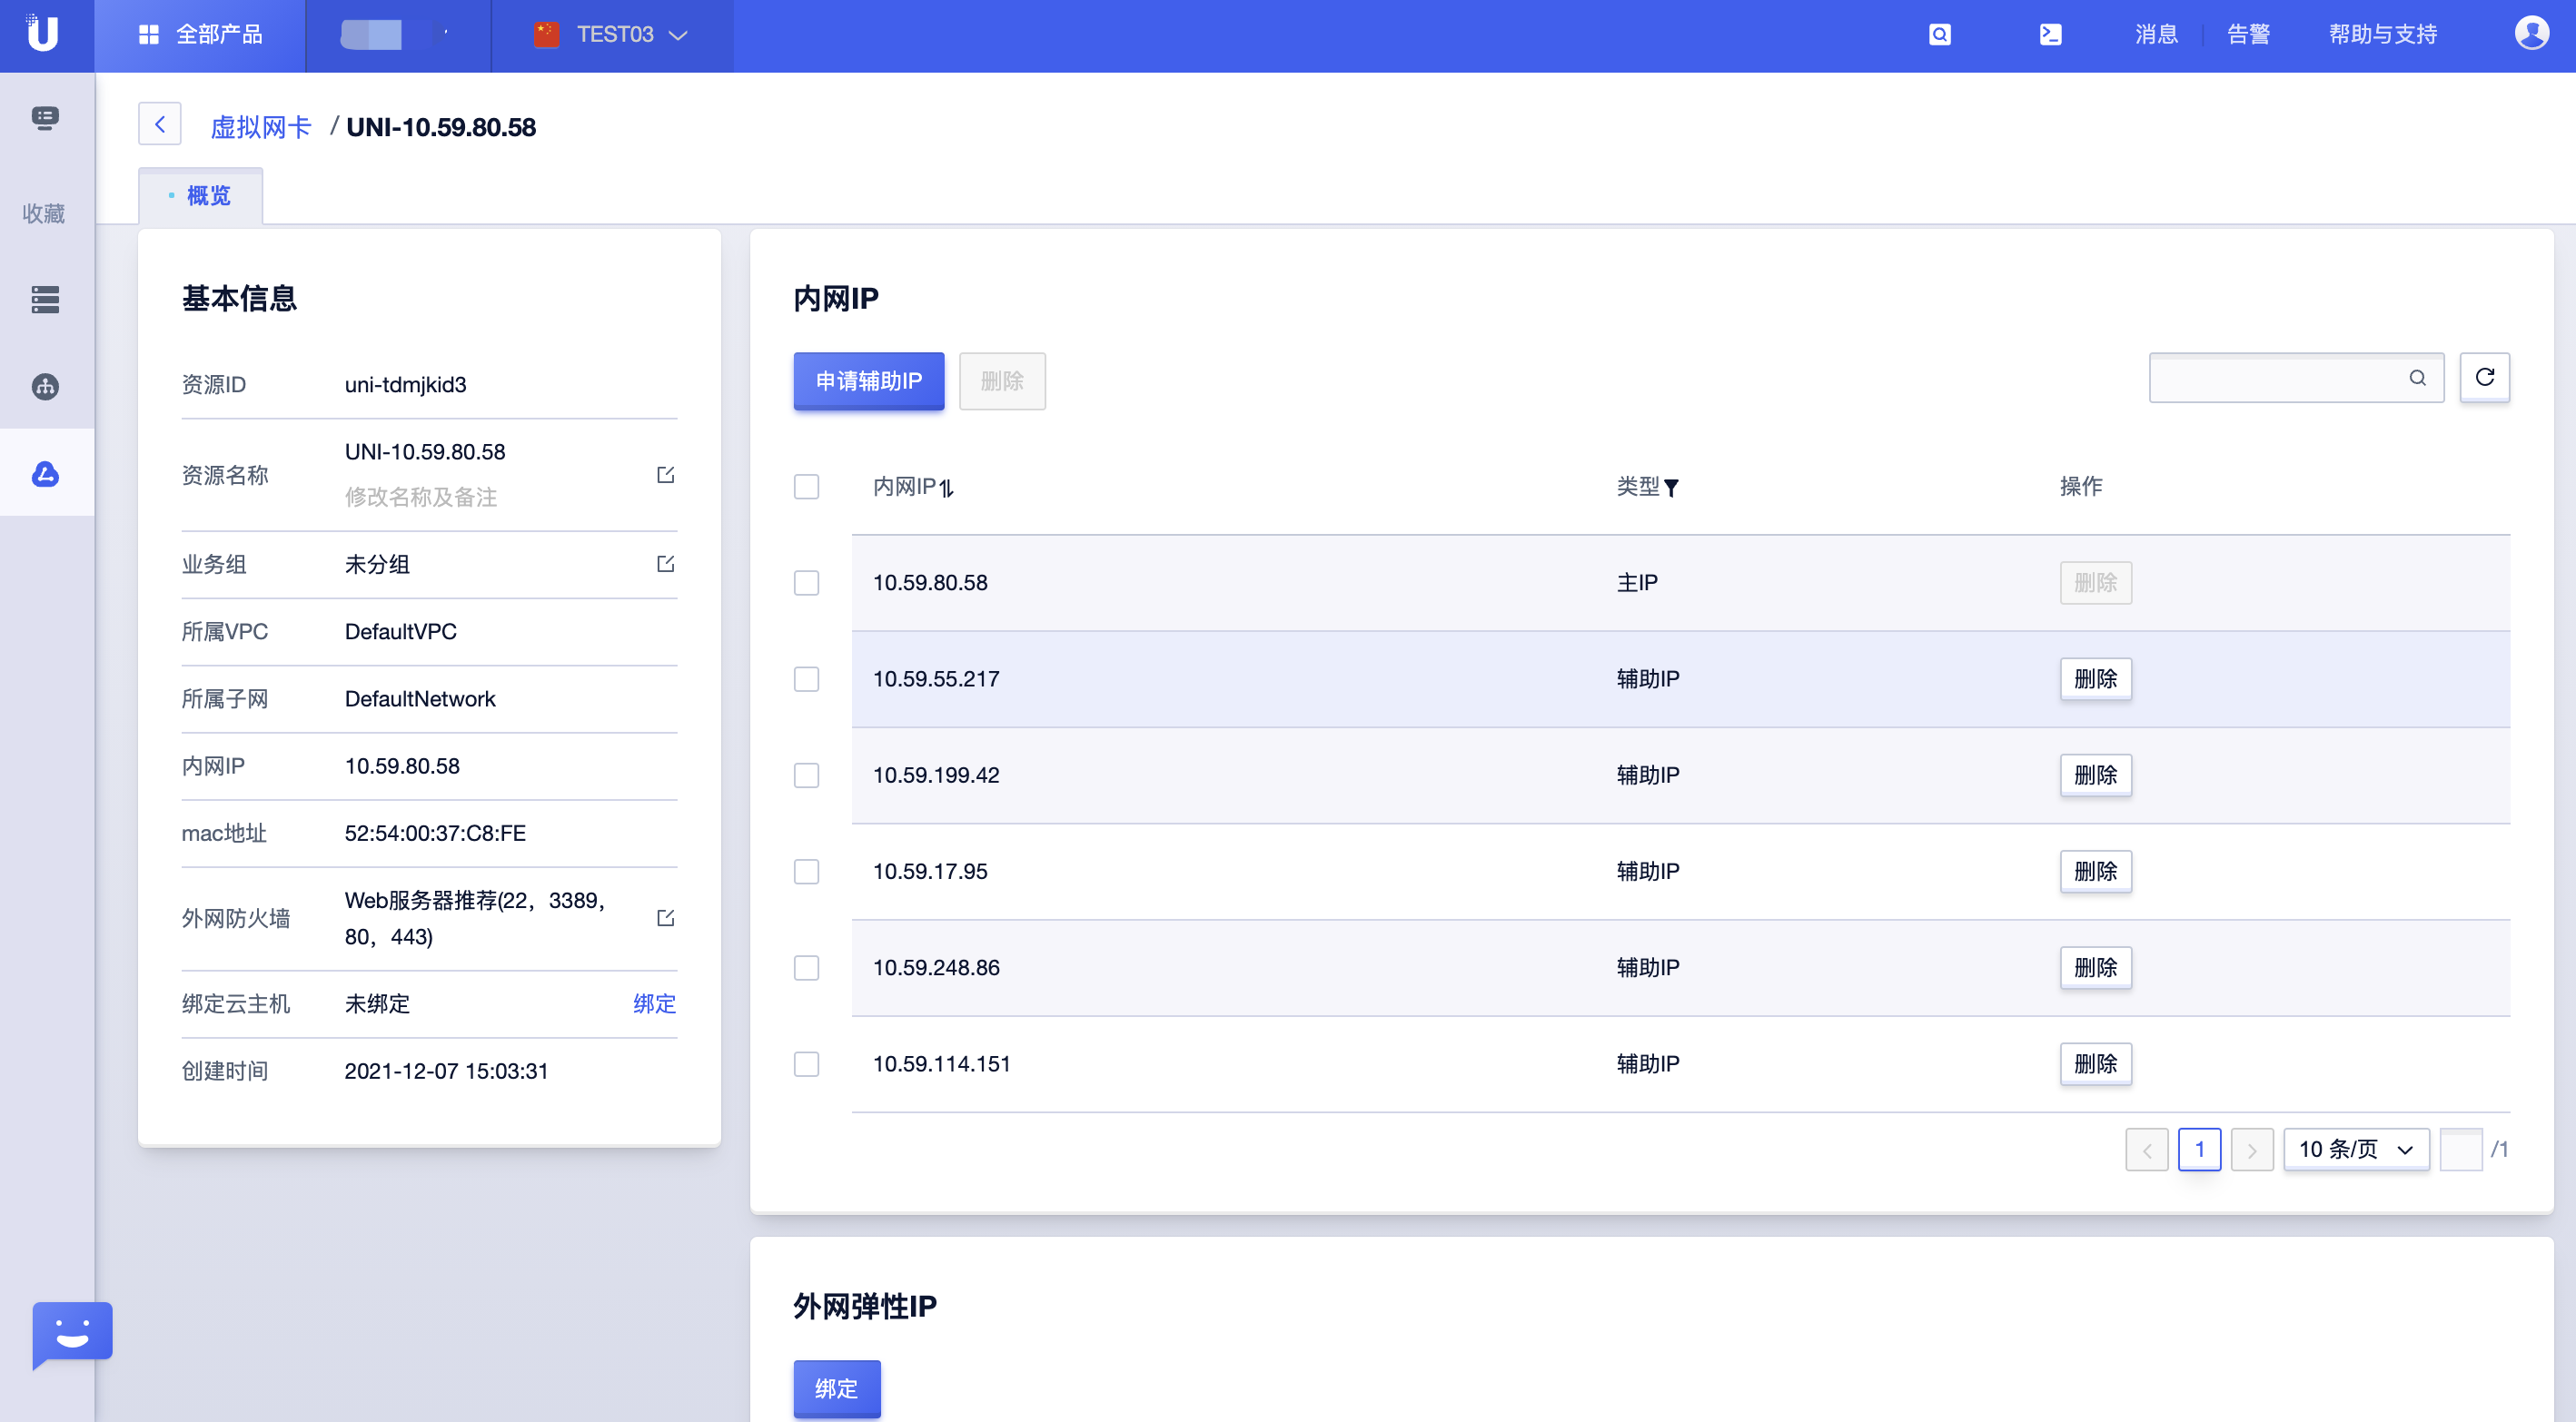 全部产品
TEST03
消息
告警
帮助与支持
收藏
虚拟网卡 / UNI-10.59.80.58
概览
基本信息
资源ID uni-tdmjkid3
资源名称 UNI-10.59.80.58
修改名称及备注
业务组 未分组
所属VPC DefaultVPC
所属子网 DefaultNetwork
内网IP 10.59.80.58
mac地址 52:54:00:37:C8:FE
外网防火墙 Web服务器推荐(22，3389，
80，443)
绑定云主机 未绑定 绑定
创建时间 2021-12-07 15:03:31
内网IP
申请辅助IP 删除
内网IP 类型 操作
10.59.80.58 主IP 删除
10.59.55.217 辅助IP 删除
10.59.199.42 辅助IP 删除
10.59.17.95 辅助IP 删除
10.59.248.86 辅助IP 删除
10.59.114.151 辅助IP 删除
1 10 条/页 /1
外网弹性IP
绑定